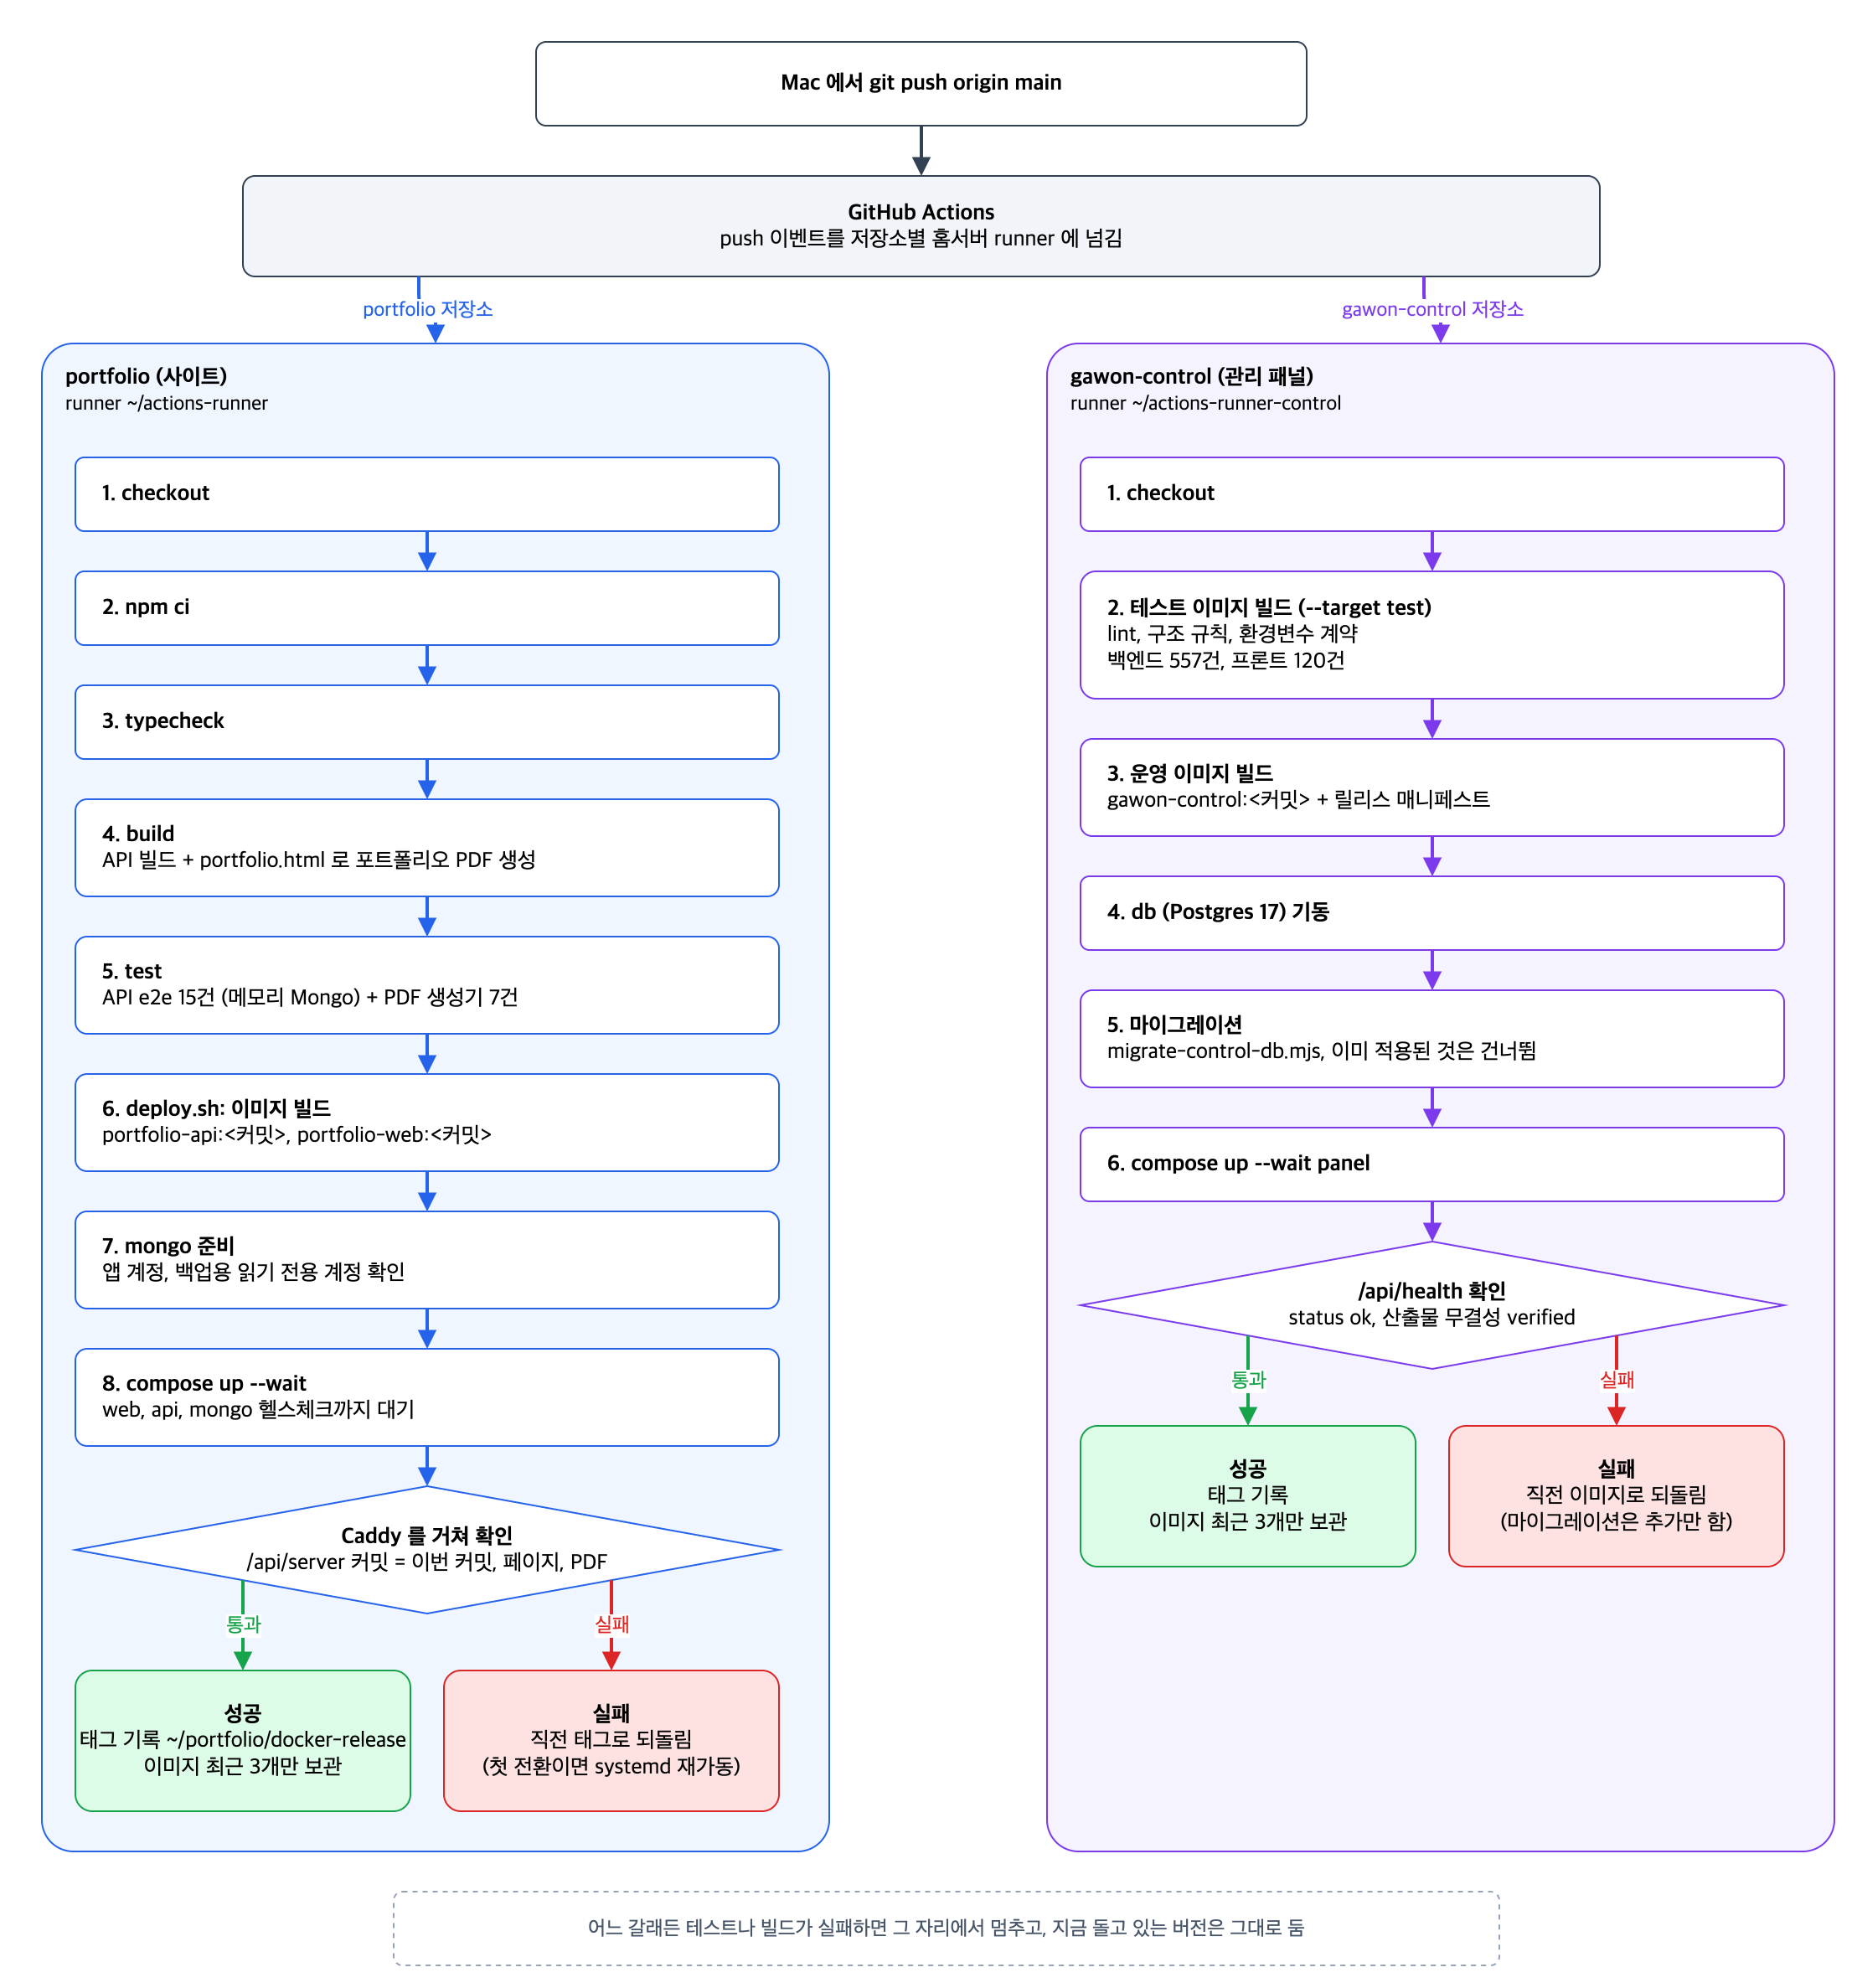 Mac 에서 git push origin main
GitHub Actions
push 이벤트를 저장소별 홈서버 runner 에 넘김
portfolio 저장소
gawon-control 저장소
portfolio (사이트)
runner ~/actions-runner
1. checkout
2. npm ci
3. typecheck
4. build
API 빌드 + portfolio.html 로 포트폴리오 PDF 생성
5. test
API e2e 15건 (메모리 Mongo) + PDF 생성기 7건
6. deploy.sh: 이미지 빌드
portfolio-api:<커밋>, portfolio-web:<커밋>
7. mongo 준비
앱 계정, 백업용 읽기 전용 계정 확인
8. compose up --wait
web, api, mongo 헬스체크까지 대기
Caddy 를 거쳐 확인
/api/server 커밋 = 이번 커밋, 페이지, PDF
통과
실패
성공
태그 기록 ~/portfolio/docker-release
이미지 최근 3개만 보관
실패
직전 태그로 되돌림
(첫 전환이면 systemd 재가동)
gawon-control (관리 패널)
runner ~/actions-runner-control
1. checkout
2. 테스트 이미지 빌드 (--target test)
lint, 구조 규칙, 환경변수 계약
백엔드 557건, 프론트 120건
3. 운영 이미지 빌드
gawon-control:<커밋> + 릴리스 매니페스트
4. db (Postgres 17) 기동
5. 마이그레이션
migrate-control-db.mjs, 이미 적용된 것은 건너뜀
6. compose up --wait panel
/api/health 확인
status ok, 산출물 무결성 verified
통과
실패
성공
태그 기록
이미지 최근 3개만 보관
실패
직전 이미지로 되돌림
(마이그레이션은 추가만 함)
어느 갈래든 테스트나 빌드가 실패하면 그 자리에서 멈추고, 지금 돌고 있는 버전은 그대로 둠